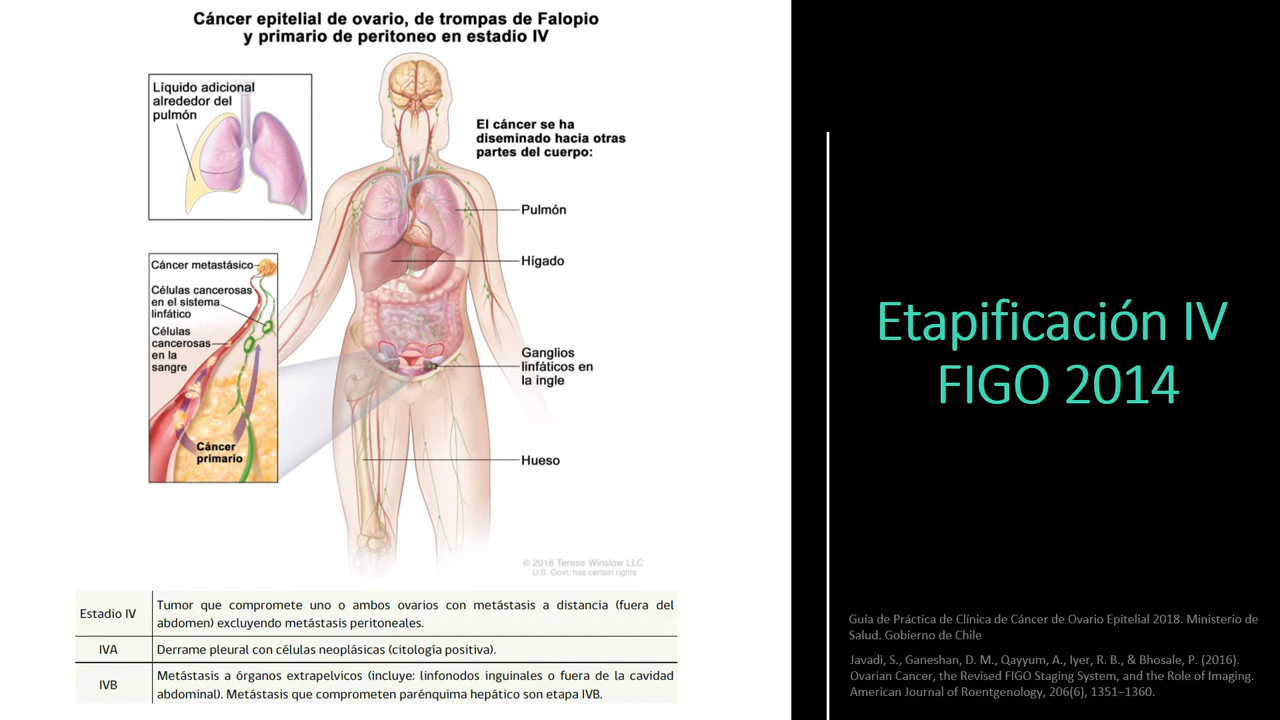 Cáncer epitelial de ovario, de trompas de Falopio
y primario de peritoneo en estadio IV
Líquido adicional
alrededor del
pulmón
El cáncer se ha
diseminado hacia otras
partes del cuerpo:
Pulmón
Hígado
Ganglios
linfáticos en
la ingle
Hueso
Cáncer metastásico
Células cancerosas
en el sistema
linfático
Células
cancerosas
en la
sangre
Cáncer
primario
© 2016 Terese Winslow LLC
U.S. Govt. has certain rights
Estadio IV
Tumor que compromete uno o ambos ovarios con metástasis a distancia (fuera del
abdomen) excluyendo metástasis peritoneales.
IVA
Derrame pleural con células neoplásicas (citología positiva).
IVB
Metástasis a órganos extrapelvicos (incluye: linfonodos inguinales o fuera de la cavidad
abdominal). Metástasis que comprometen parénquima hepático son etapa IVB.
Etapificación IV
FIGO 2014
Guía de Práctica de Clínica de Cáncer de Ovario Epitelial 2018. Ministerio de
Salud. Gobierno de Chile
Javadi, S., Ganeshan, D. M., Qayyum, A., Iyer, R. B., & Bhosale, P. (2016).
Ovarian Cancer, the Revised FIGO Staging System, and the Role of Imaging.
American Journal of Roentgenology, 206(6), 1351–1360.